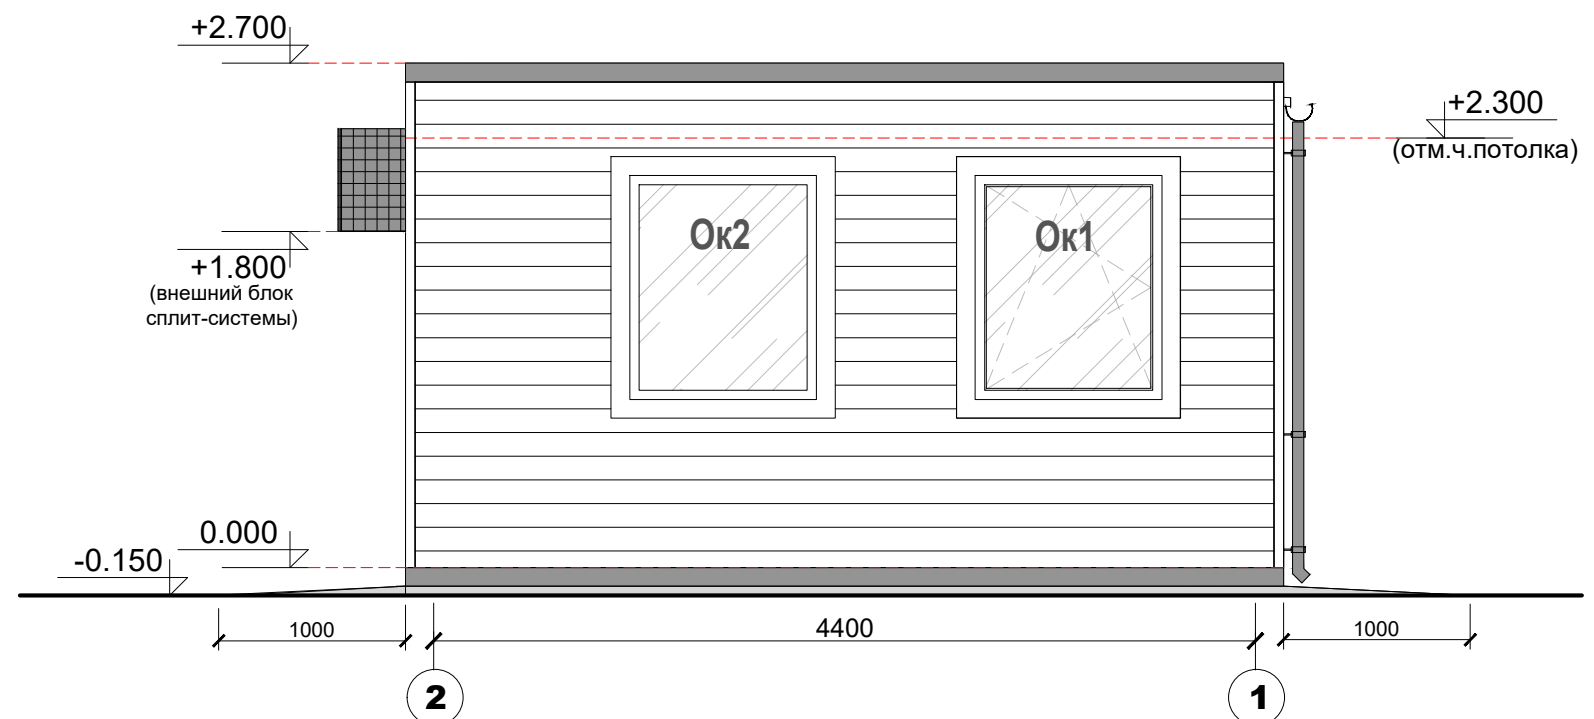 +2.700
+2.300
(отм.ч.потолка)
Ок2
Ок1
+1.800
(внешний блок
сплит-системы)
0.000
-0.150
1000
4400
1000
2
1